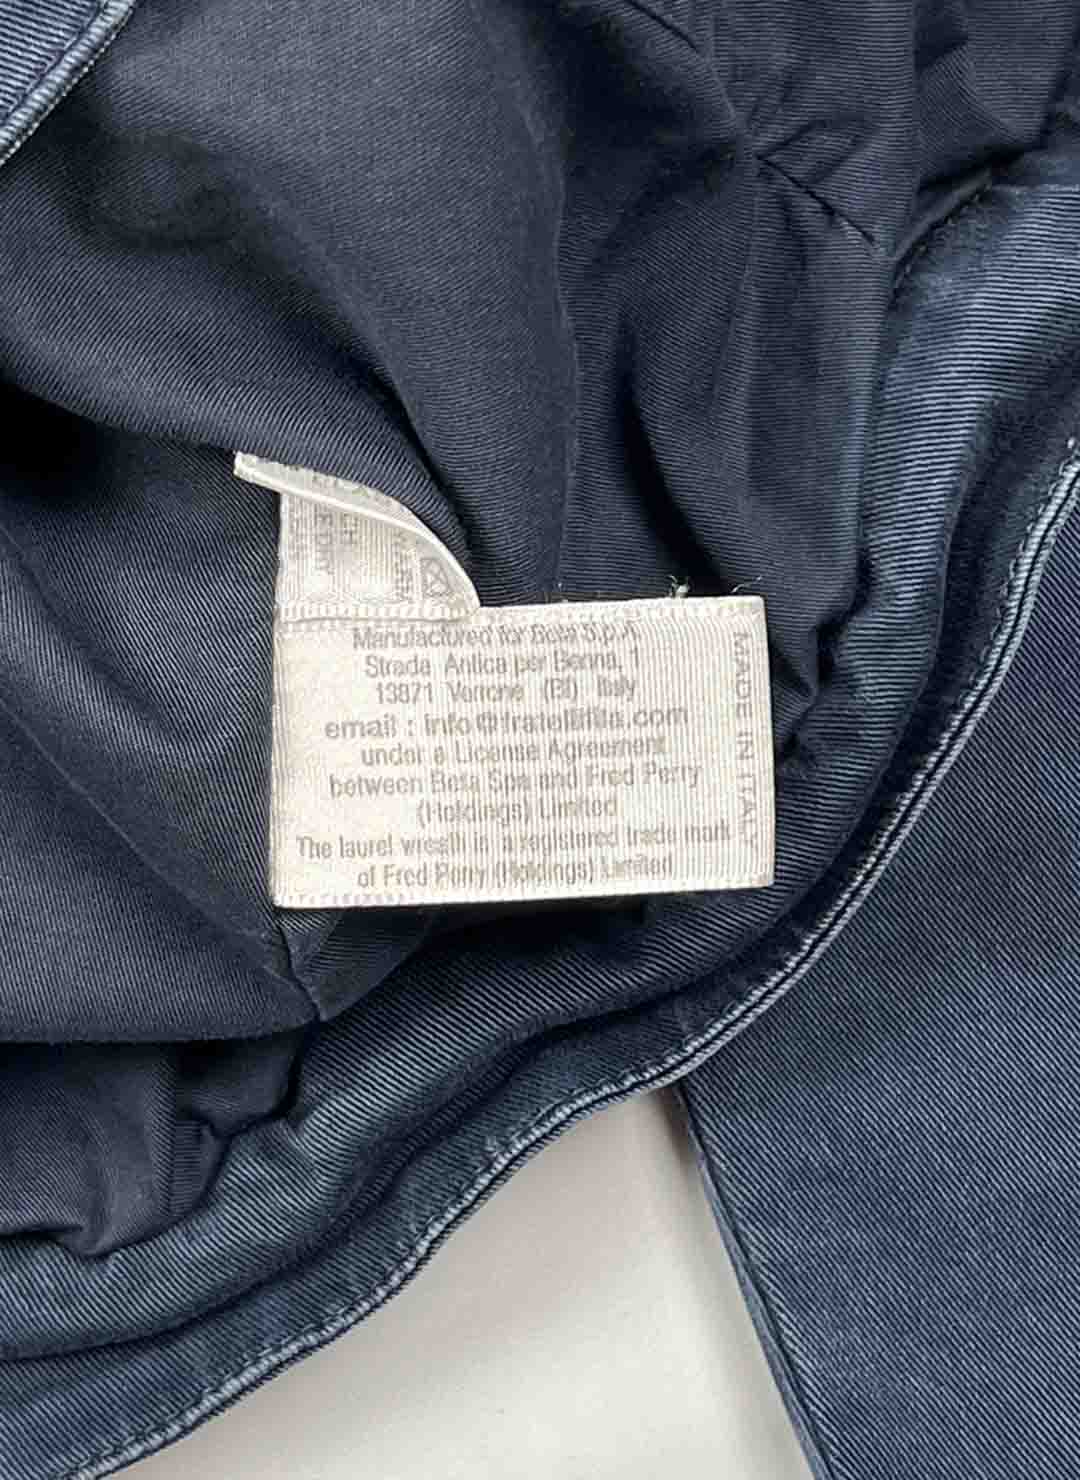 Manufactured for Beta S.p.A.
Strada Antica per Benna, 1
13871 Verrone (BI) Italy
email : info@fratellifila.com
under a License Agreement
between Beta Spa and Fred Perry
(Holdings) Limited
The laurel wreath is a registered trade mark
of Fred Perry (Holdings) Limited
MADE IN ITALY